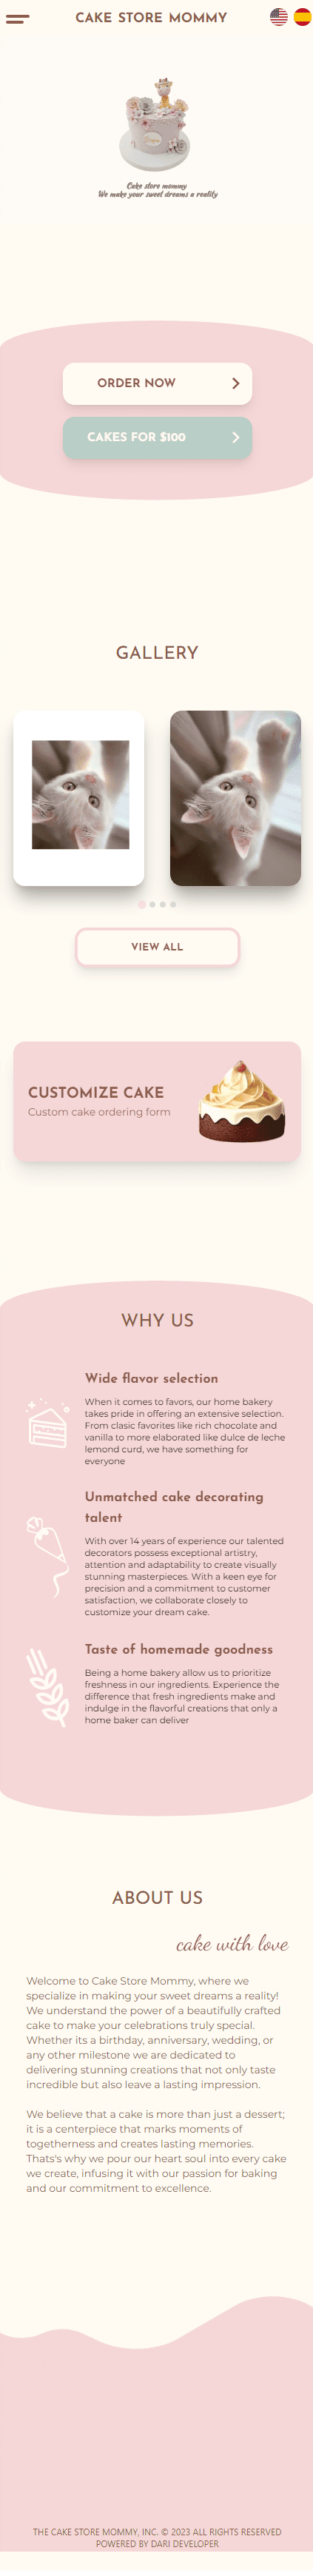 CAKE STORE MOMMY
Cake store mommy
We make your sweet dreams a reality
ORDER NOW
CAKES FOR $100
GALLERY
VIEW ALL
CUSTOMIZE CAKE
Custom cake ordering form
WHY US
Wide flavor selection
When it comes to favors, our home bakery
takes pride in offering an extensive selection.
From clasic favorites like rich chocolate and
vanilla to more elaborated like dulce de leche
lemond curd, we have something for
everyone
Unmatched cake decorating
talent
With over 14 years of experience our talented
decorators possess exceptional artistry,
attention and adaptability to create visually
stunning masterpieces. With a keen eye for
precision and a commitment to customer
satisfaction, we collaborate closely to
customize your dream cake.
Taste of homemade goodness
Being a home bakery allow us to prioritize
freshness in our ingredients. Experience the
difference that fresh ingredients make and
indulge in the flavorful creations that only a
home baker can deliver
ABOUT US
cake with love
Welcome to Cake Store Mommy, where we
specialize in making your sweet dreams a reality!
We understand the power of a beautifully crafted
cake to make your celebrations truly special.
Whether its a birthday, anniversary, wedding, or
any other milestone we are dedicated to
delivering stunning creations that not only taste
incredible but also leave a lasting impression.
We believe that a cake is more than just a dessert;
it is a centerpiece that marks moments of
togetherness and creates lasting memories.
Thats's why we pour our heart soul into every cake
we create, infusing it with our passion for baking
and our commitment to excellence.
THE CAKE STORE MOMMY, INC. © 2023 ALL RIGHTS RESERVED
POWERED BY DARI DEVELOPER